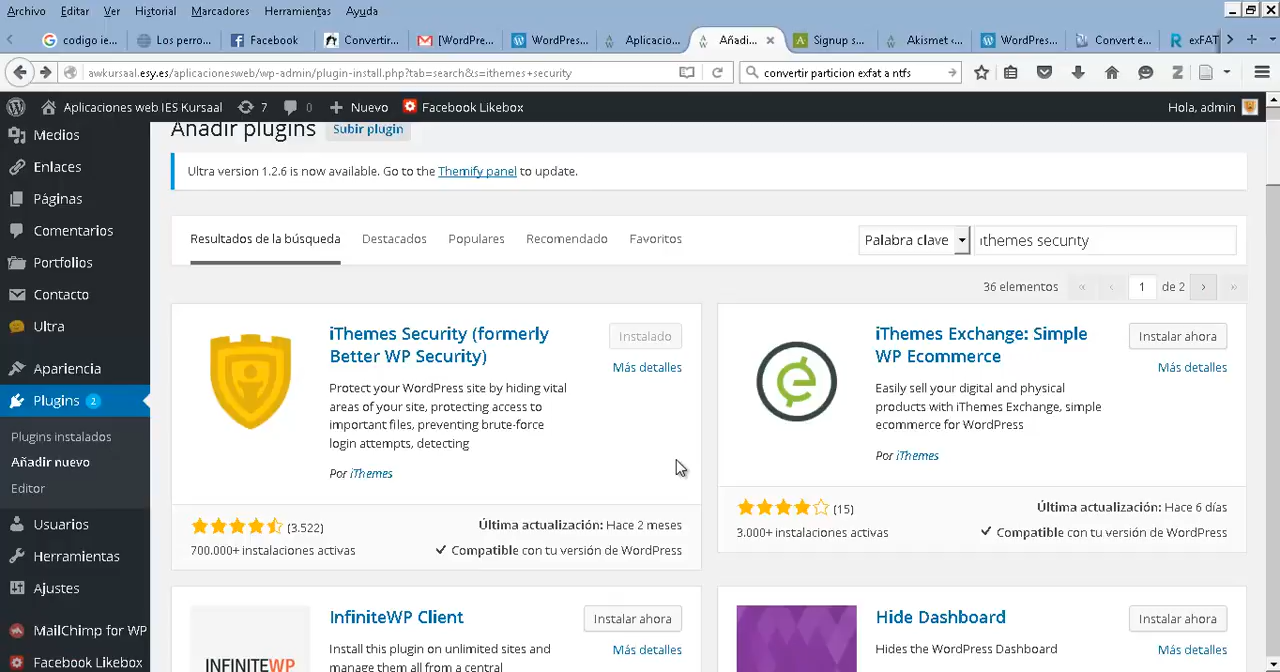 Archivo Editar Ver Historial Marcadores Herramientas Ayuda
codigo ie... Los perro... Facebook Convertir... [WordPre... WordPres... Aplicacio... Añadi... × Signup s... Akismet ‹... WordPres... Convert e... exFAT
awkursaal.esy.es/aplicacionesweb/wp-admin/plugin-install.php?tab=search&s=ithemes+security
convertir particion exfat a ntfs
Aplicaciones web IES Kursaal 7 0 + Nuevo Facebook Likebox Hola, admin
Medios
Enlaces
Páginas
Comentarios
Portfolios
Contacto
Ultra
Apariencia
Plugins 2
Plugins instalados
Añadir nuevo
Editor
Usuarios
Herramientas
Ajustes
MailChimp for WP
Facebook Likebox
Añadir plugins Subir plugin
Ultra version 1.2.6 is now available. Go to the Themify panel to update.
Resultados de la búsqueda Destacados Populares Recomendado Favoritos
Palabra clave ithemes security
36 elementos « ‹ 1 de 2 › »
iThemes Security (formerly
Better WP Security)
Instalado
Más detalles
Protect your WordPress site by hiding vital
areas of your site, protecting access to
important files, preventing brute-force
login attempts, detecting
Por iThemes
(3.522)
700.000+ instalaciones activas
Última actualización: Hace 2 meses
Compatible con tu versión de WordPress
iThemes Exchange: Simple
WP Ecommerce
Instalar ahora
Más detalles
Easily sell your digital and physical
products with iThemes Exchange, simple
ecommerce for WordPress
Por iThemes
(15)
3.000+ instalaciones activas
Última actualización: Hace 6 días
Compatible con tu versión de WordPress
INFINITEWP
InfiniteWP Client
Instalar ahora
Más detalles
Install this plugin on unlimited sites and
manage them all from a central
Hide Dashboard
Instalar ahora
Más detalles
Hides the WordPress Dashboard